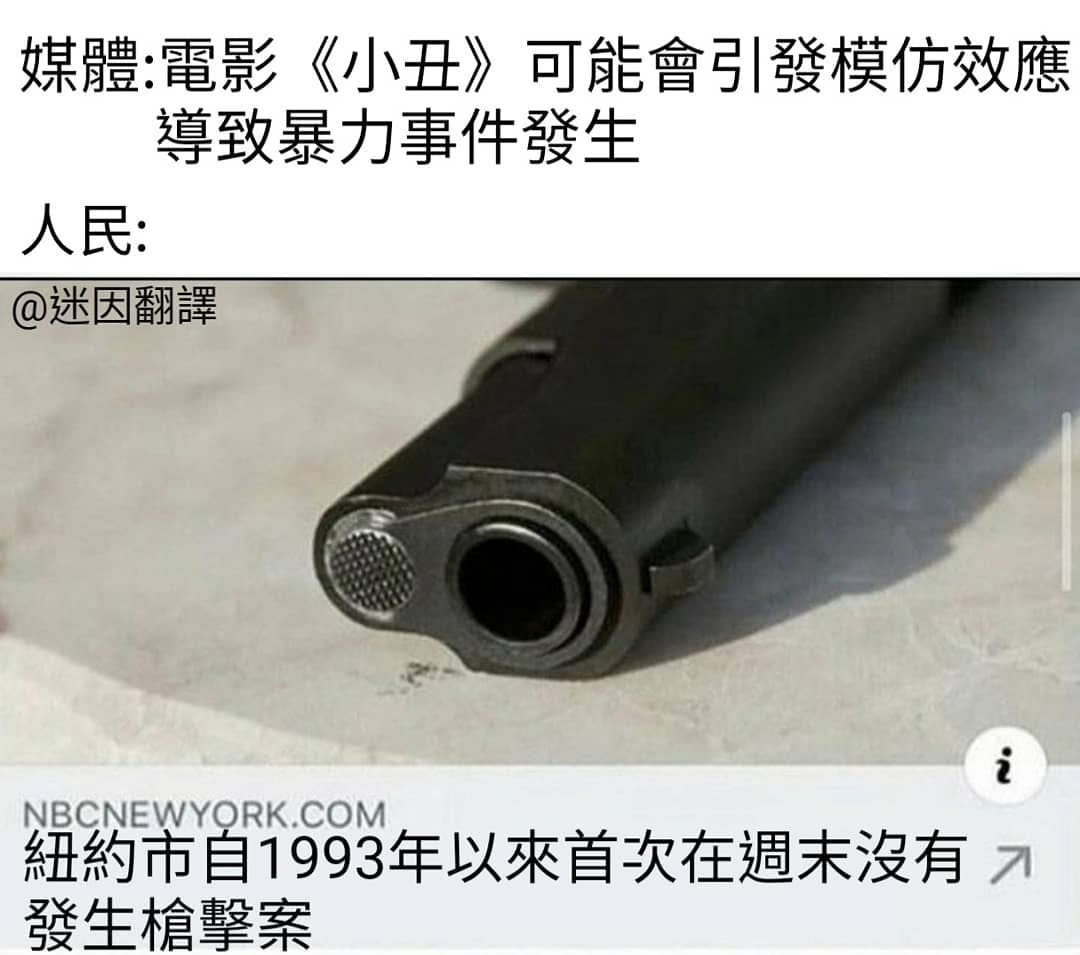 媒體:電影《小丑》可能會引發模仿效應
導致暴力事件發生
人民:
@迷因翻譯
i
NBCNEWYORK.COM
紐約市自1993年以來首次在週末沒有
發生槍擊案